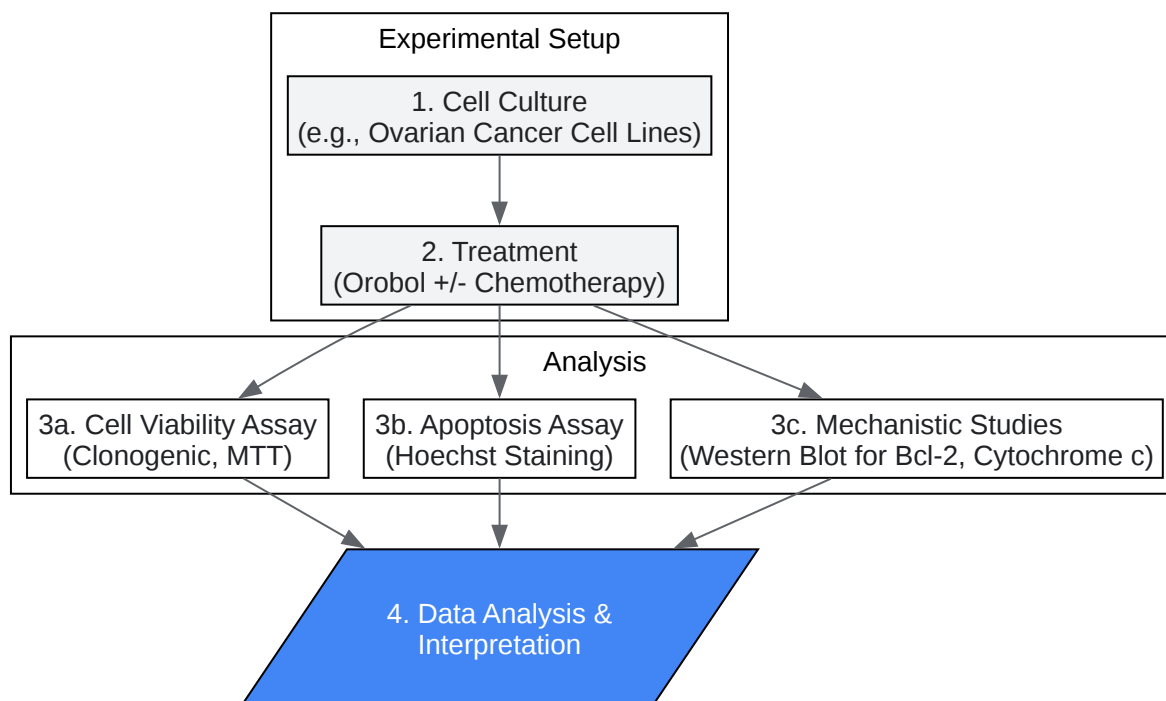 Experimental Setup
1. Cell Culture
(e.g., Ovarian Cancer Cell Lines)
2. Treatment
(Orobol +/- Chemotherapy)
Analysis
3a. Cell Viability Assay
(Clonogenic, MTT)
3b. Apoptosis Assay
(Hoechst Staining)
3c. Mechanistic Studies
(Western Blot for Bcl-2, Cytochrome c)
4. Data Analysis &
Interpretation